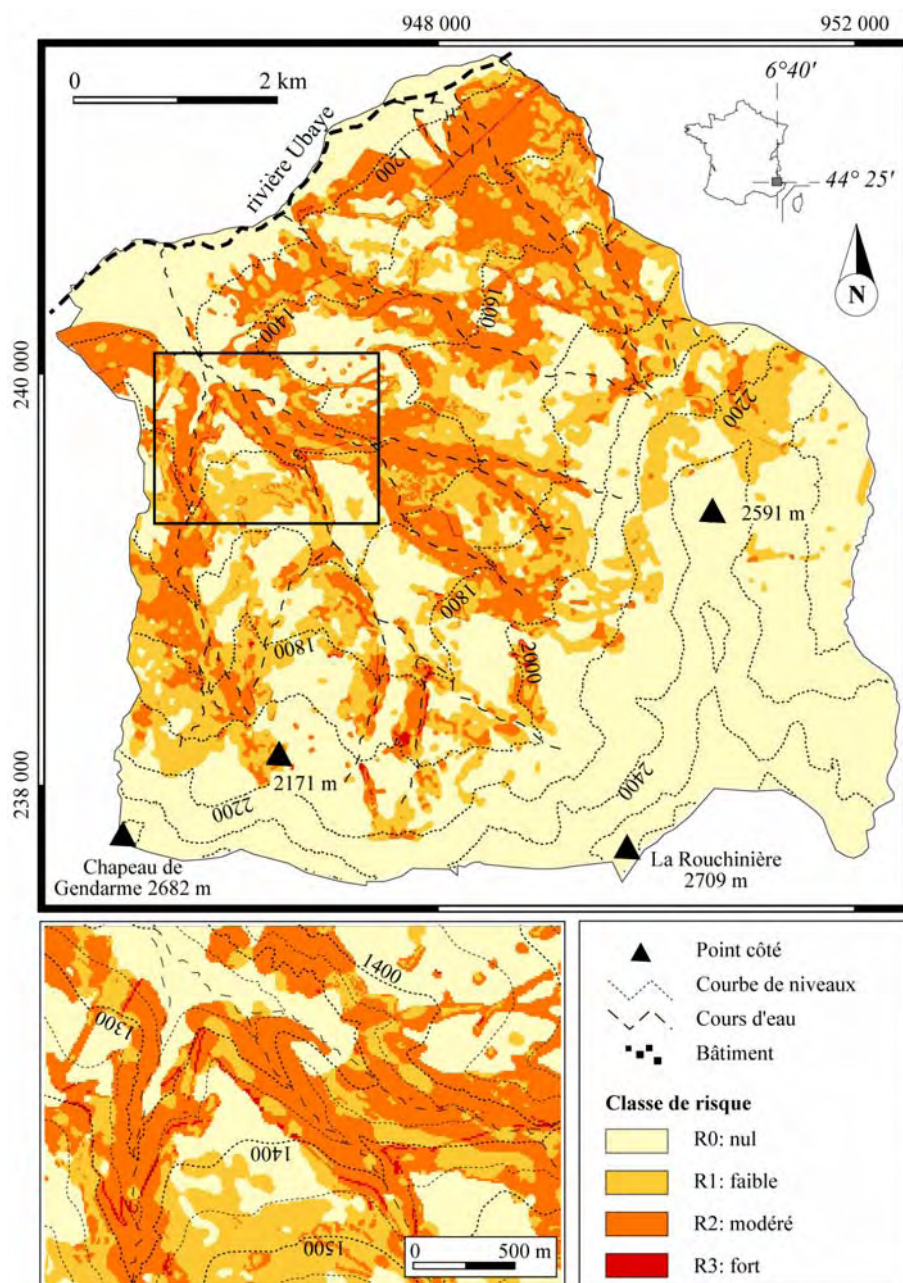 948 000
952 000
0 2 km
6°40'
rivière Ubaye
44° 25'
1200
N
1600
1400
240 000
2200
2591 m
1800
1800
2000
238 000
2171 m
2200
2400
Chapeau de
Gendarme 2682 m
La Rouchinière
2709 m
1400
1300
1400
1500
0 500 m
Point côté
Courbe de niveaux
Cours d'eau
Bâtiment
Classe de risque
R0: nul
R1: faible
R2: modéré
R3: fort